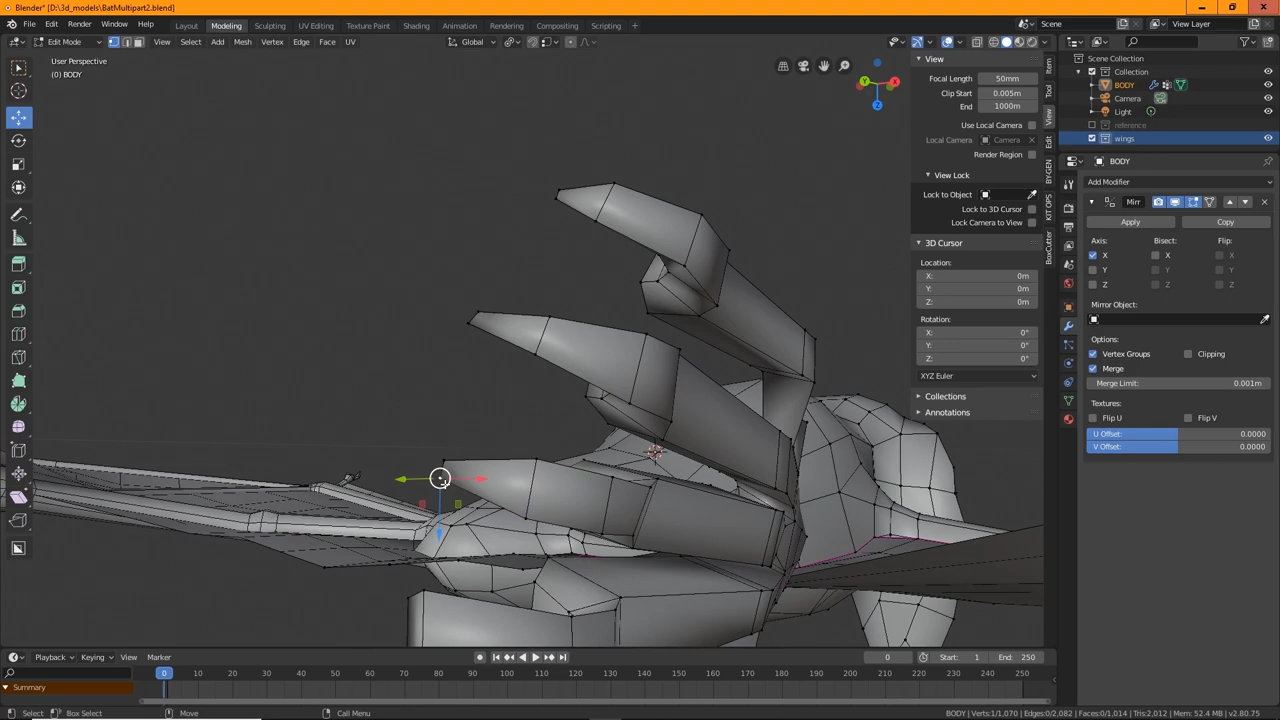 Blender* [D:\3d_models\BatMultipart2.blend]
File Edit Render Window Help Layout Modeling Sculpting UV Editing Texture Paint Shading Animation Rendering Compositing Scripting Scene View Layer
Edit Mode View Select Add Mesh Vertex Edge Face UV Global
User Perspective
(0) BODY
X
Y
Z
View
Focal Length 50mm
Clip Start 0.005m
End 1000m
Use Local Camera
Local Camera Camera
Render Region
View Lock
Lock to Object
Lock to 3D Cursor
Lock Camera to View
3D Cursor
Location:
X: 0m
Y: 0m
Z: 0m
Rotation:
X: 0°
Y: 0°
Z: 0°
XYZ Euler
Collections
Annotations
Item
Tool
View
Edit
BY-GEN
KIT OPS
BoxCutter
Scene Collection
Collection
BODY
Camera
Light
reference
wings
BODY
Add Modifier
Mirr
Apply Copy
Axis: Bisect: Flip:
X X X
Y Y Y
Z Z Z
Mirror Object:
Options:
Vertex Groups Clipping
Merge
Merge Limit: 0.001m
Textures:
Flip U Flip V
U Offset: 0.0000
V Offset: 0.0000
Playback Keying View Marker 0 Start: 1 End: 250
0 10 20 30 40 50 60 70 80 90 100 110 120 130 140 150 160 170 180 190 200 210 220 230 240 250
Summary
Select Box Select Move Call Menu BODY | Verts:1/1,070 | Edges:0/2,082 | Faces:0/1,014 | Tris:2,012 | Mem: 52.4 MB | v2.80.75